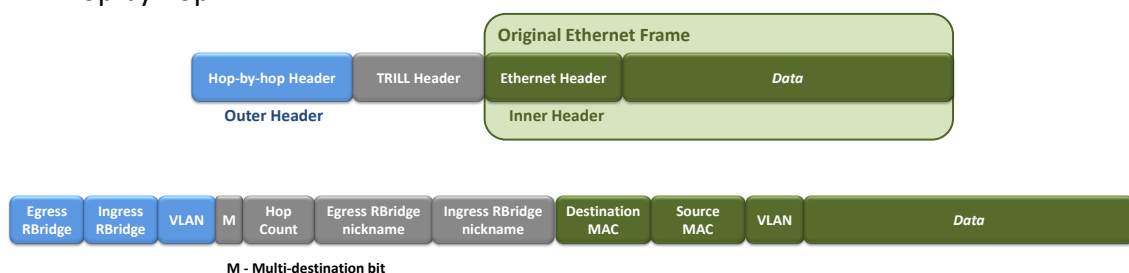 Original Ethernet Frame
Hop-by-hop Header TRILL Header Ethernet Header Data
Outer Header Inner Header
Egress RBridge Ingress RBridge VLAN M Hop Count Egress RBridge nickname Ingress RBridge nickname Destination MAC Source MAC VLAN Data
M - Multi-destination bit